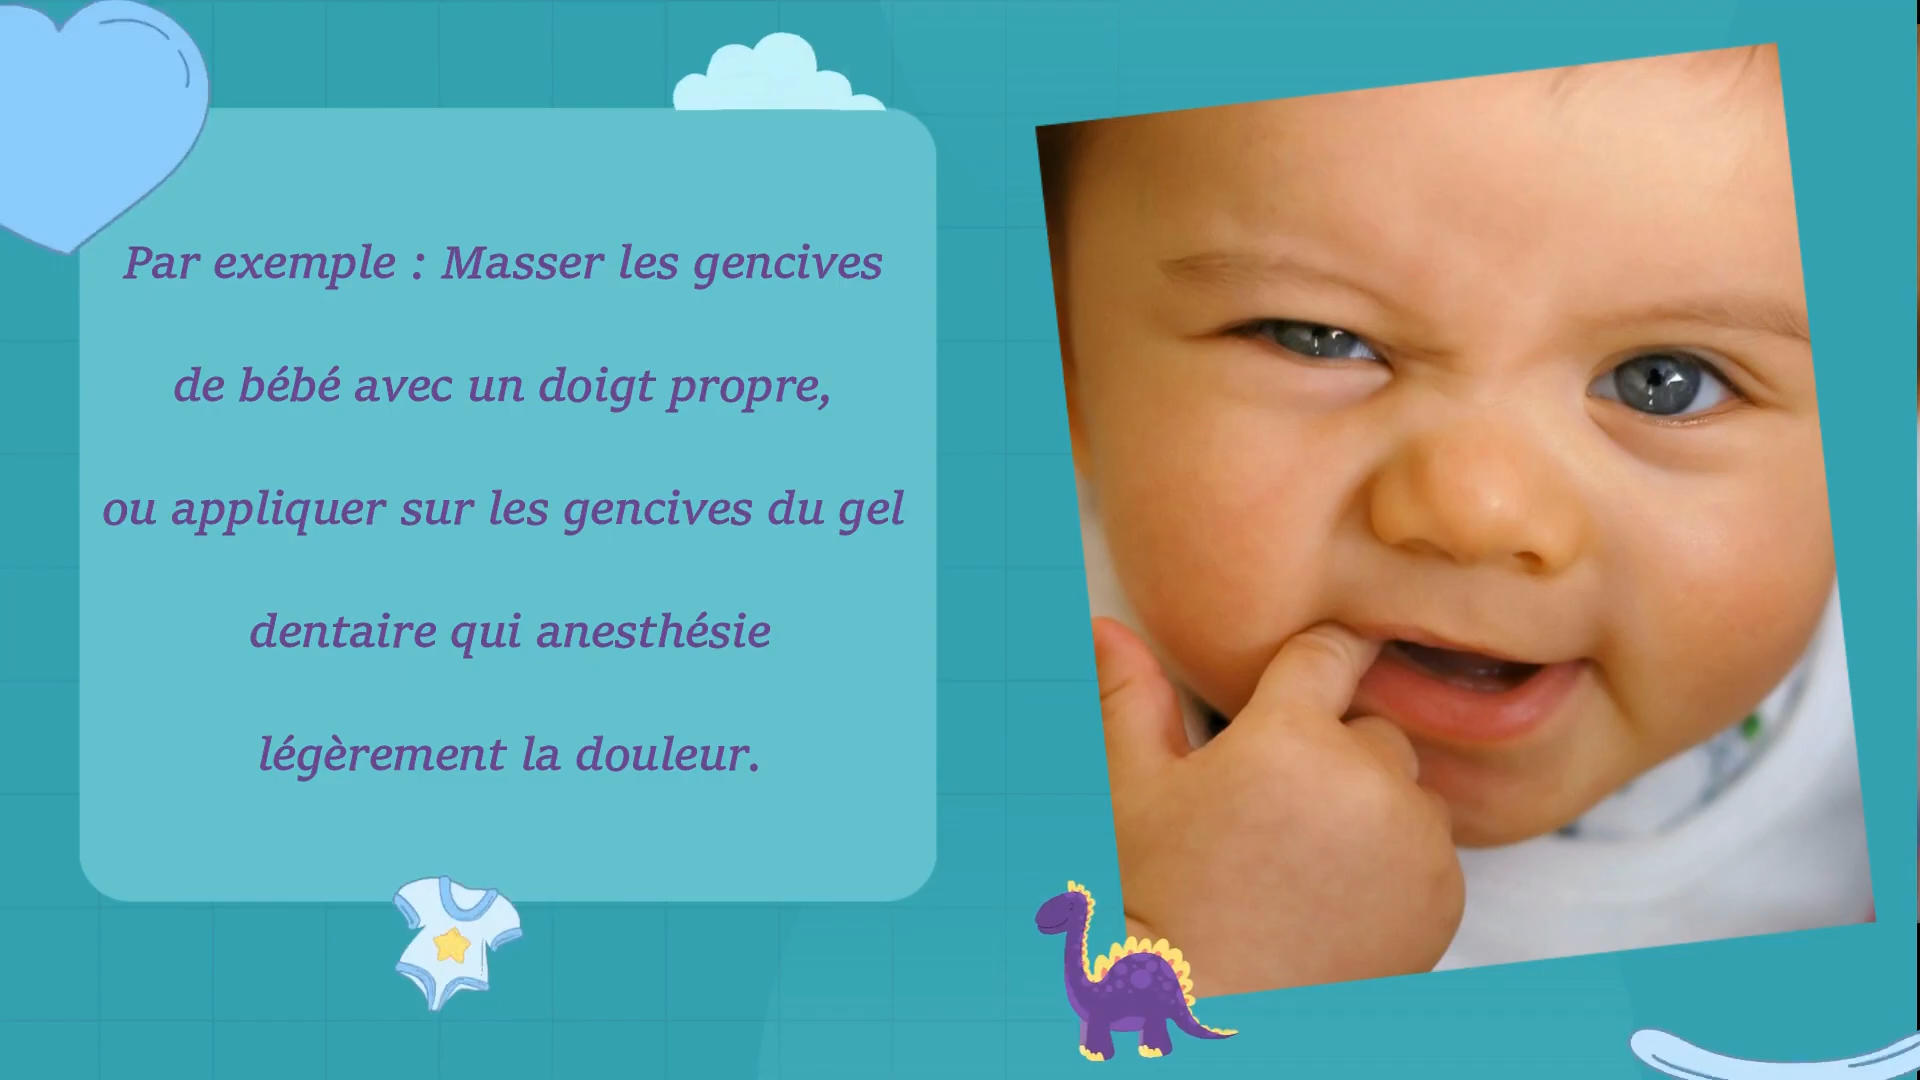 Par exemple : Masser les gencives
de bébé avec un doigt propre,
ou appliquer sur les gencives du gel
dentaire qui anesthésie
légèrement la douleur.